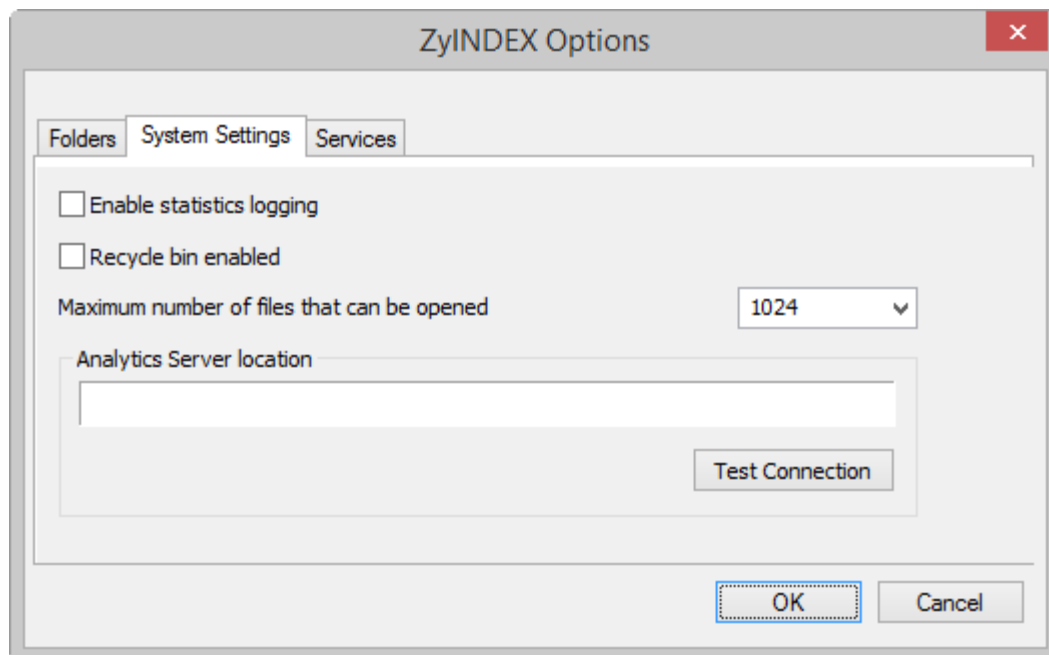 ZyINDEX Options
Folders System Settings Services
Enable statistics logging
Recycle bin enabled
Maximum number of files that can be opened 1024
Analytics Server location
Test Connection
OK Cancel